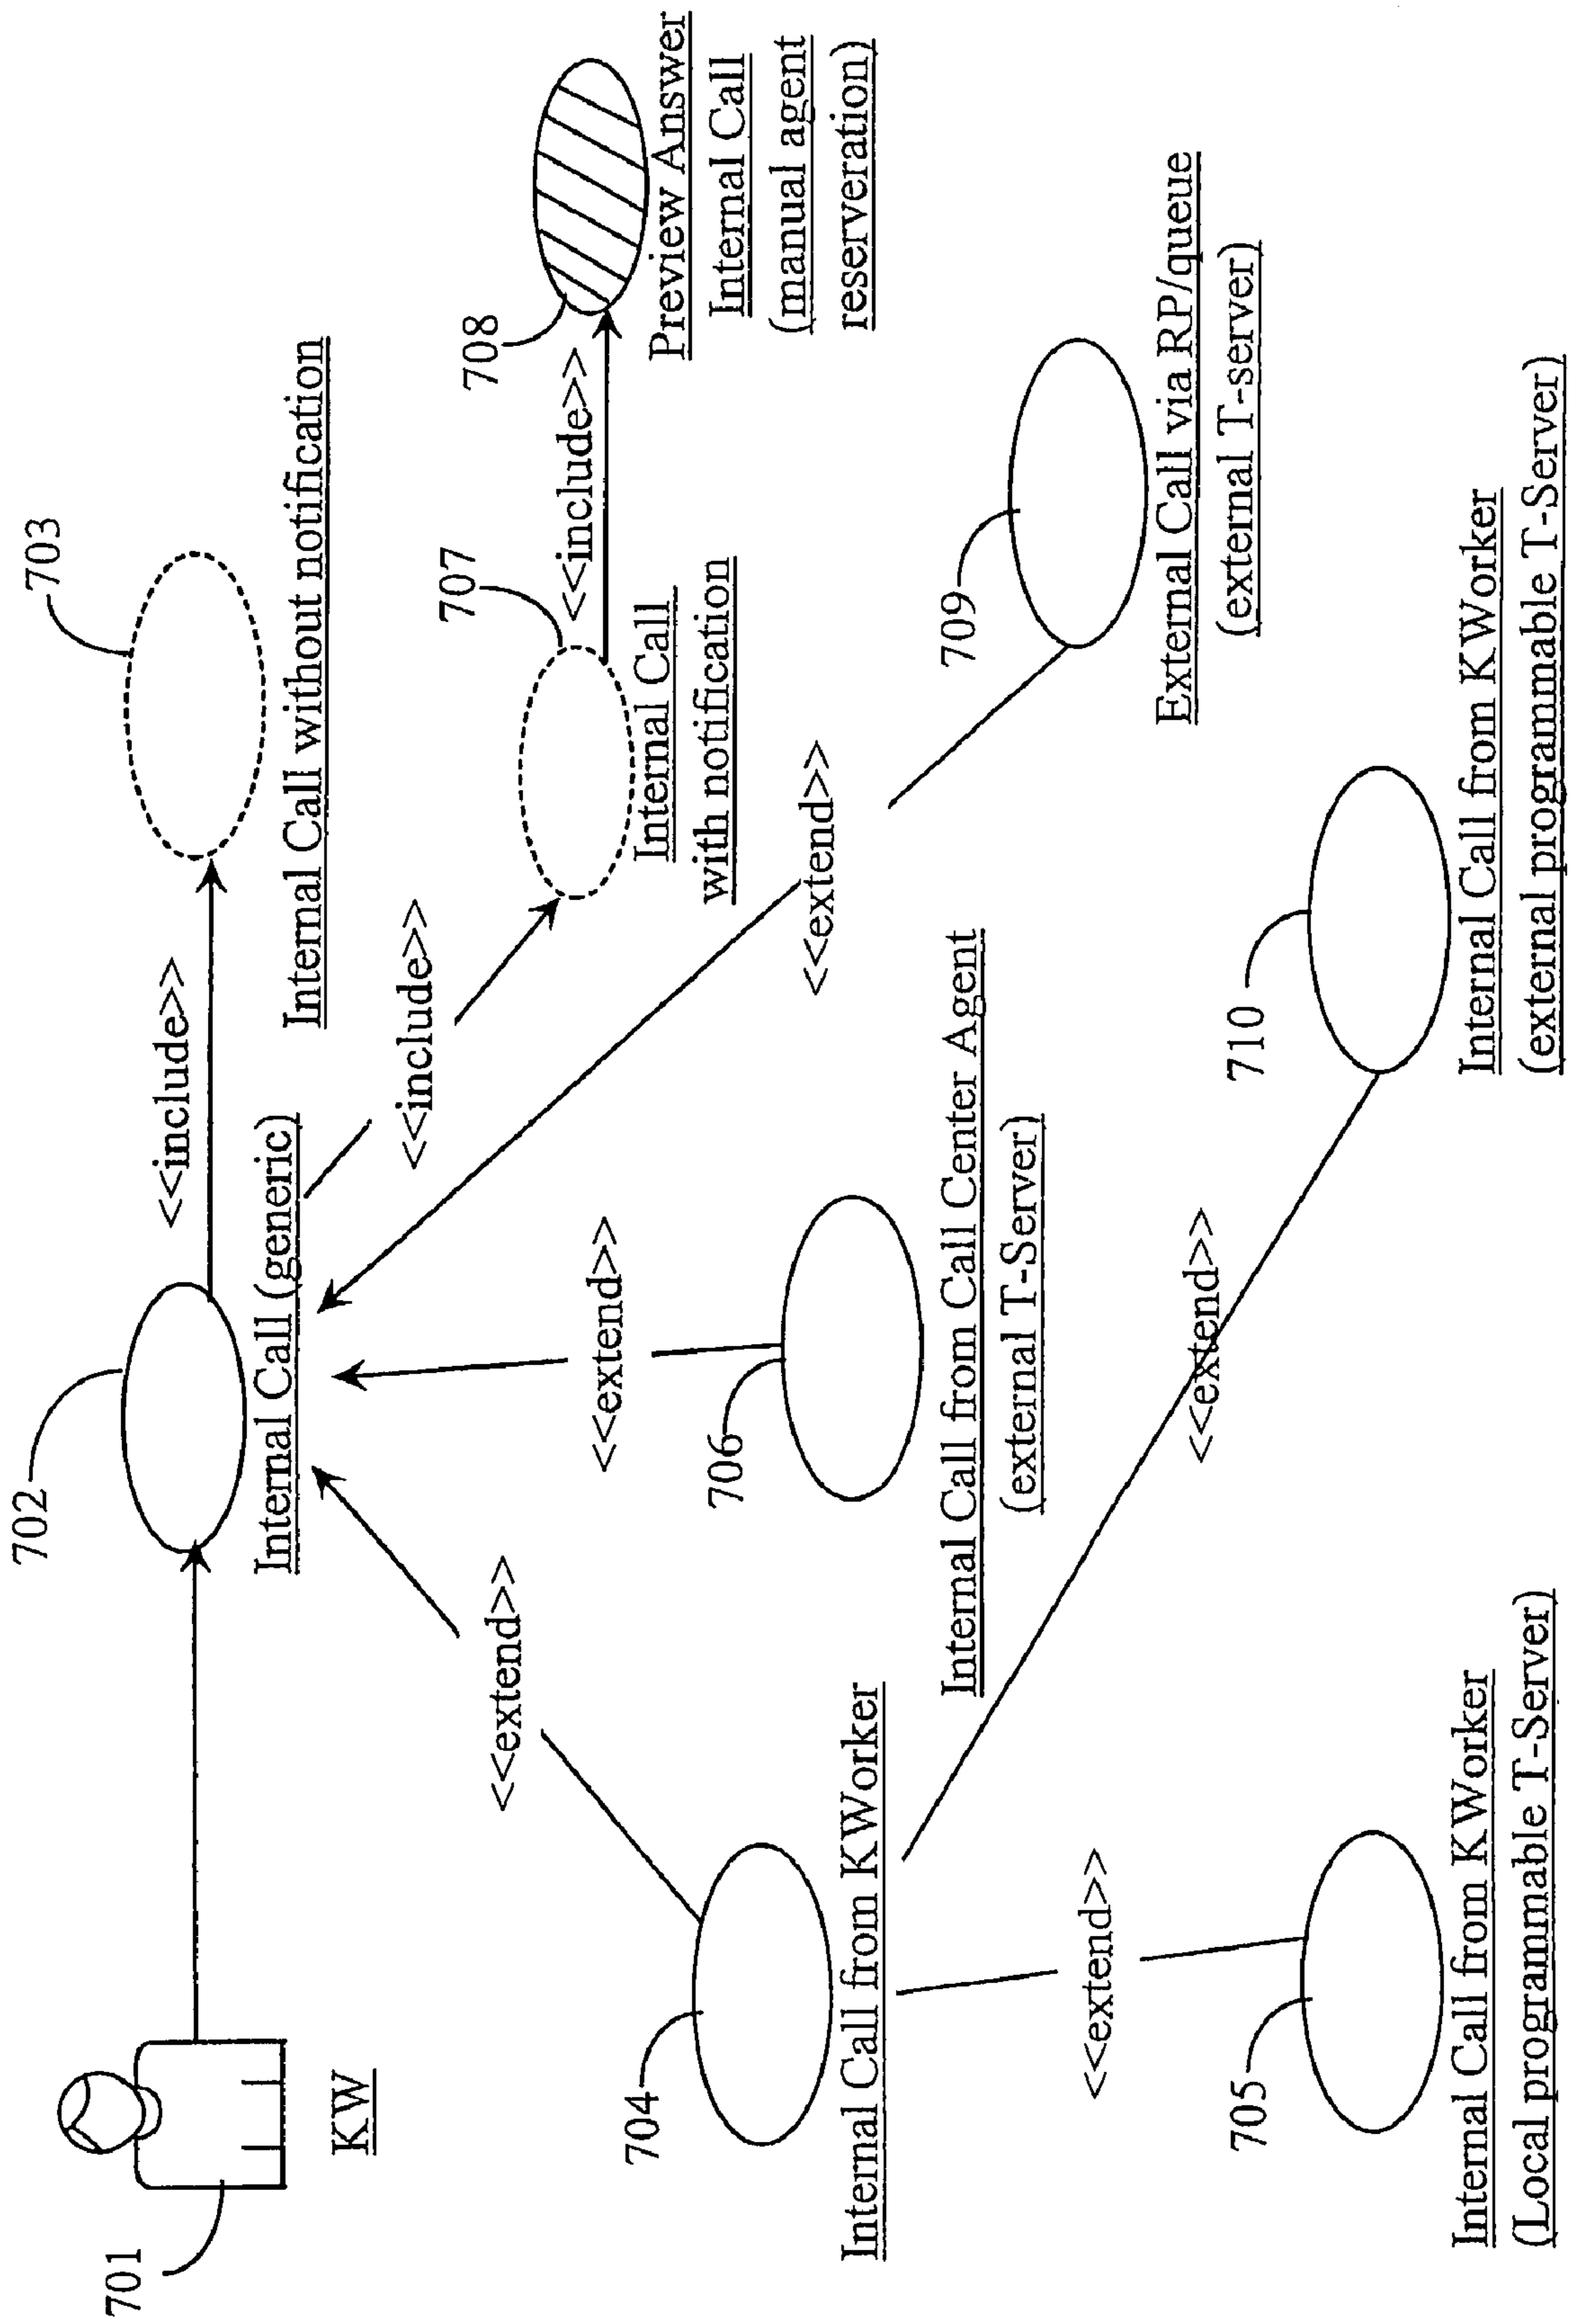 702
703
<<include>>
701
KW
Internal Call (generic)
Internal Call without notification
<<include>>
707
708
<<include>>
Internal Call
with notification
Preview Answer
Internal Call
(manual agent
reserveration)
<<extend>>
<<extend>>
<<extend>>
704
706
709
Internal Call from KWorker
Internal Call from Call Center Agent
(external T-Server)
External Call via RP/queue
(external T-server)
<<extend>>
<<extend>>
705
710
Internal Call from KWorker
(Local programmable T-Server)
Internal Call from KWorker
(external programmable T-Server)